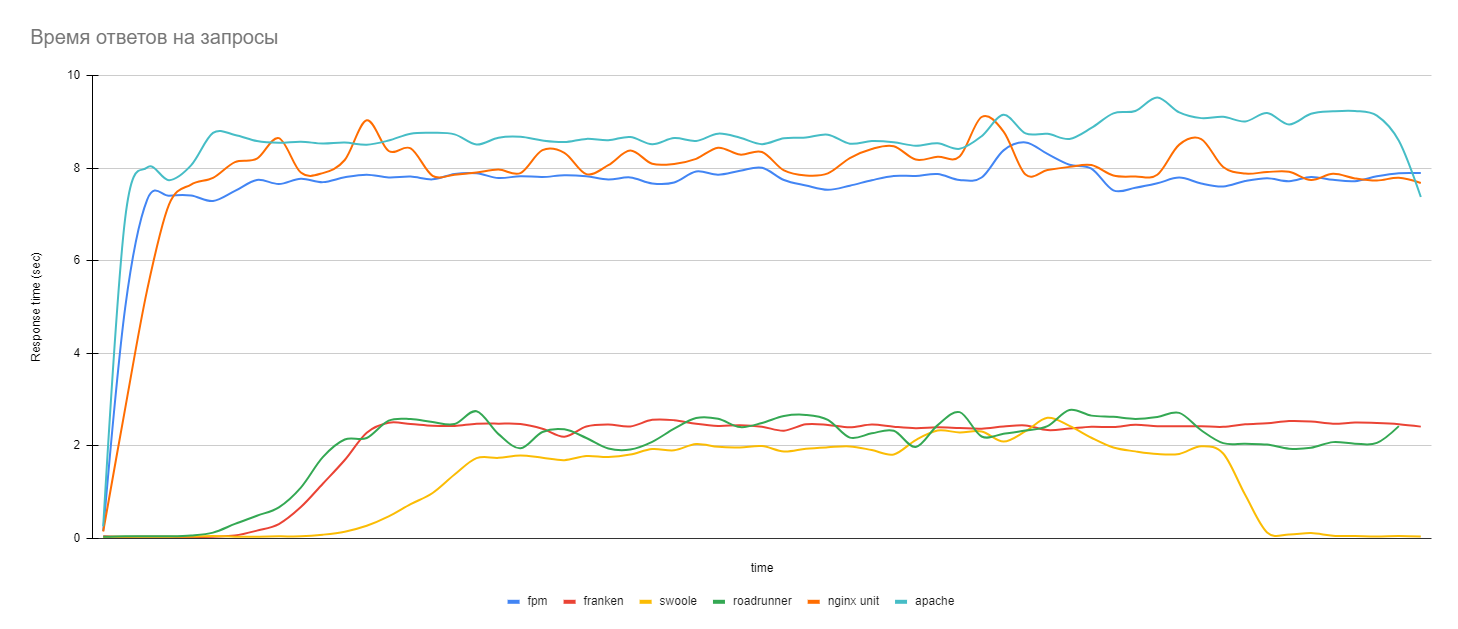 Время ответов на запросы
10
8
6
4
2
0
Response time (sec)
time
fpm
franken
swoole
roadrunner
nginx unit
apache